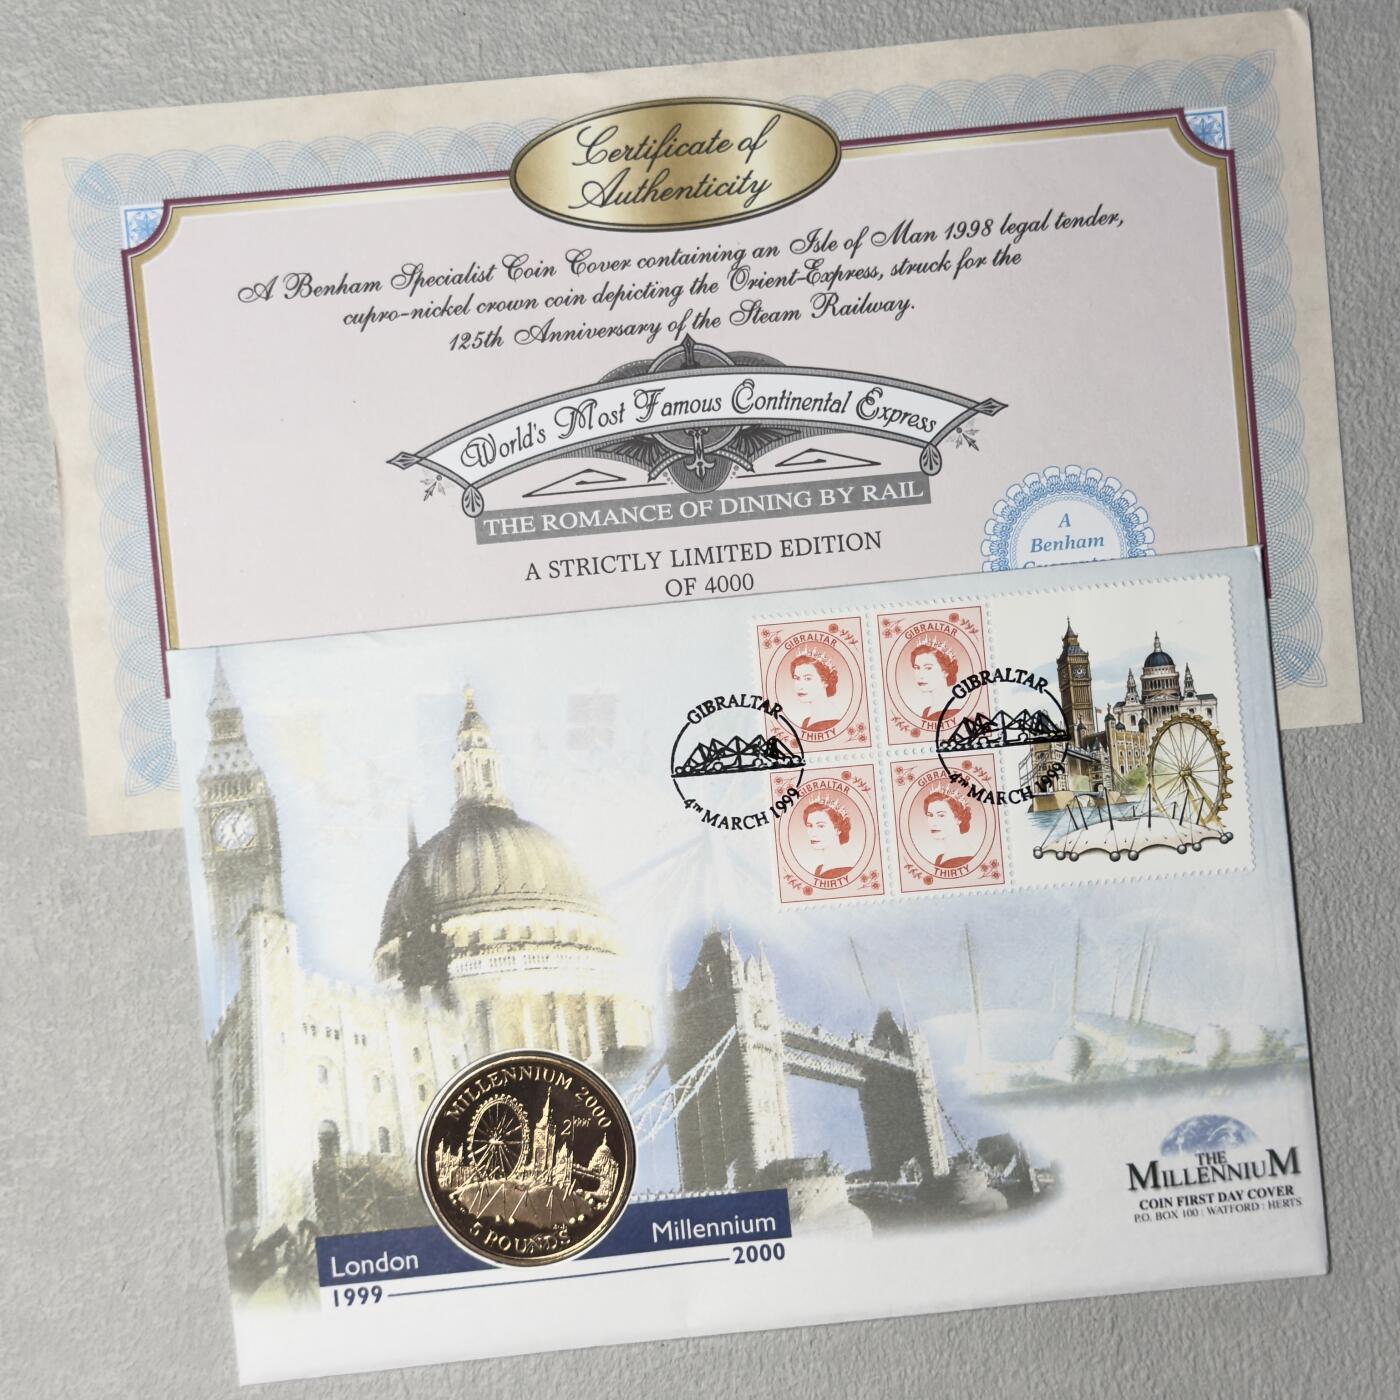 Certificate of
Authenticity
A Benham Specialist Coin Cover containing an Isle of Man 1998 legal tender,
cupro-nickel crown coin depicting the Orient-Express, struck for the
125th Anniversary of the Steam Railway.
World's Most Famous Continental Express
THE ROMANCE OF DINING BY RAIL
A STRICTLY LIMITED EDITION
OF 4000
A
Benham
GIBRALTAR
THIRTY
GIBRALTAR
THIRTY
GIBRALTAR
THIRTY
GIBRALTAR
THIRTY
GIBRALTAR
4TH MARCH 1999
GIBRALTAR
4TH MARCH 1999
MILLENNIUM 2000
5 POUNDS
London
1999
Millennium
2000
THE
MILLENNIUM
COIN FIRST DAY COVER
P.O. BOX 100 : WATFORD : HERTS